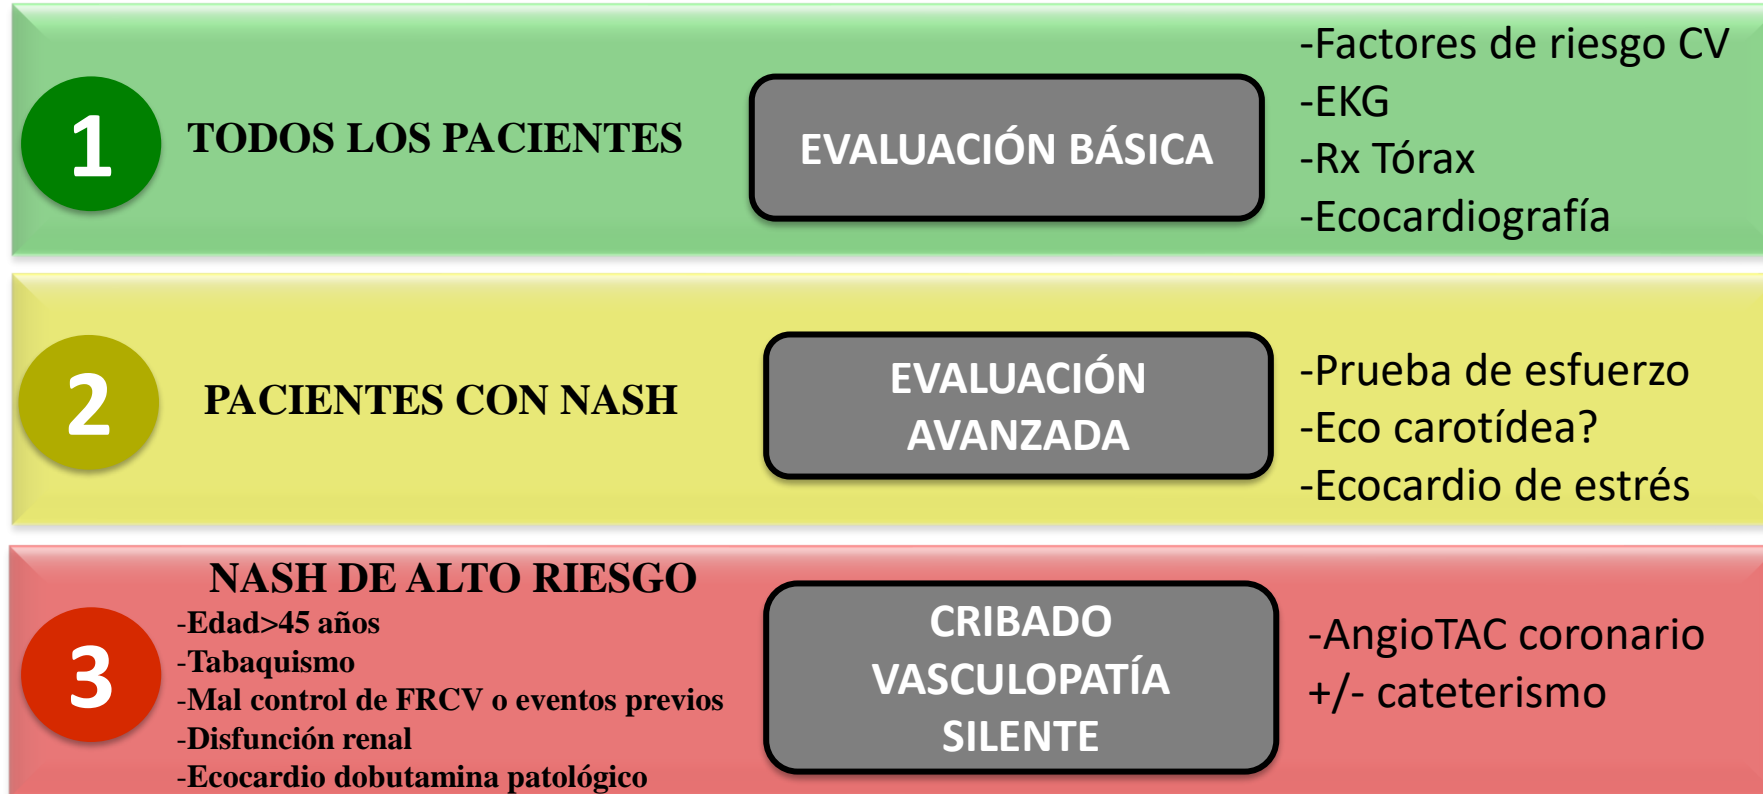 1
TODOS LOS PACIENTES
EVALUACIÓN BÁSICA
-Factores de riesgo CV
-EKG
-Rx Tórax
-Ecocardiografía
2
PACIENTES CON NASH
EVALUACIÓN
AVANZADA
-Prueba de esfuerzo
-Eco carotídea?
-Ecocardio de estrés
3
NASH DE ALTO RIESGO
-Edad>45 años
-Tabaquismo
-Mal control de FRCV o eventos previos
-Disfunción renal
-Ecocardio dobutamina patológico
CRIBADO
VASCULOPATÍA
SILENTE
-AngioTAC coronario
+/- cateterismo